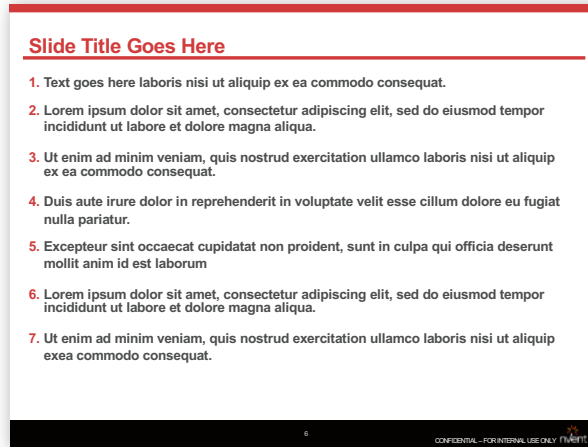 Slide Title Goes Here
1. Text goes here laboris nisi ut aliquip ex ea commodo consequat.
2. Lorem ipsum dolor sit amet, consectetur adipiscing elit, sed do eiusmod tempor
incididunt ut labore et dolore magna aliqua.
3. Ut enim ad minim veniam, quis nostrud exercitation ullamco laboris nisi ut aliquip
ex ea commodo consequat.
4. Duis aute irure dolor in reprehenderit in voluptate velit esse cillum dolore eu fugiat
nulla pariatur.
5. Excepteur sint occaecat cupidatat non proident, sunt in culpa qui officia deserunt
mollit anim id est laborum
6. Lorem ipsum dolor sit amet, consectetur adipiscing elit, sed do eiusmod tempor
incididunt ut labore et dolore magna aliqua.
7. Ut enim ad minim veniam, quis nostrud exercitation ullamco laboris nisi ut aliquip
exea commodo consequat.
6
CONFIDENTIAL – FOR INTERNAL USE ONLY
nvent